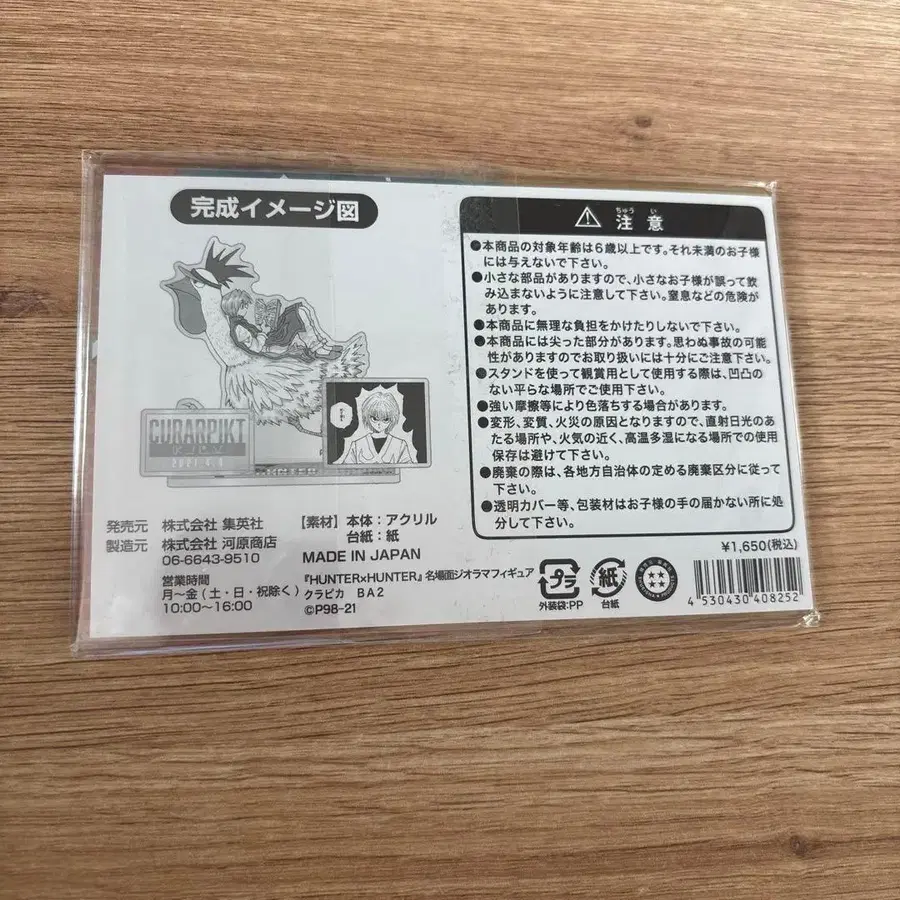 完成イメージ図
CURARPIKT
2021.4.4
⚠ 注意
ちゅうい
●本商品の対象年齢は6歳以上です。それ未満のお子様
には与えないで下さい。
●小さな部品がありますので、小さなお子様が誤って飲
み込まないように注意して下さい。窒息などの危険が
あります。
●本商品に無理な負担をかけたりしないで下さい。
●本商品には尖った部分があります。思わぬ事故の可能
性がありますのでお取り扱いには十分にご注意下さい。
●スタンドを使って観賞用として使用する際は、凹凸の
ない平らな場所でご使用下さい。
●強い摩擦等により色落ちする場合があります。
●変形、変質、火災の原因となりますので、直射日光のあ
たる場所や、火気の近く、高温多湿になる場所での使用
保存は避けて下さい。
●廃棄の際は、各地方自治体の定める廃棄区分に従って
下さい。
●透明カバー等、包装材はお子様の手の届かない所に処
分して下さい。
発売元 株式会社 集英社
製造元 株式会社 河原商店
06-6643-9510
営業時間
月~金(土・日・祝除く)
10:00~16:00
【素材】本体:アクリル
台紙:紙
MADE IN JAPAN
『HUNTER×HUNTER』名場面ジオラマフィギュア
クラピカ BA2
©P98-21
プラ
外装袋:PP
紙
台紙
¥1,650(税込)
4 530430 408252